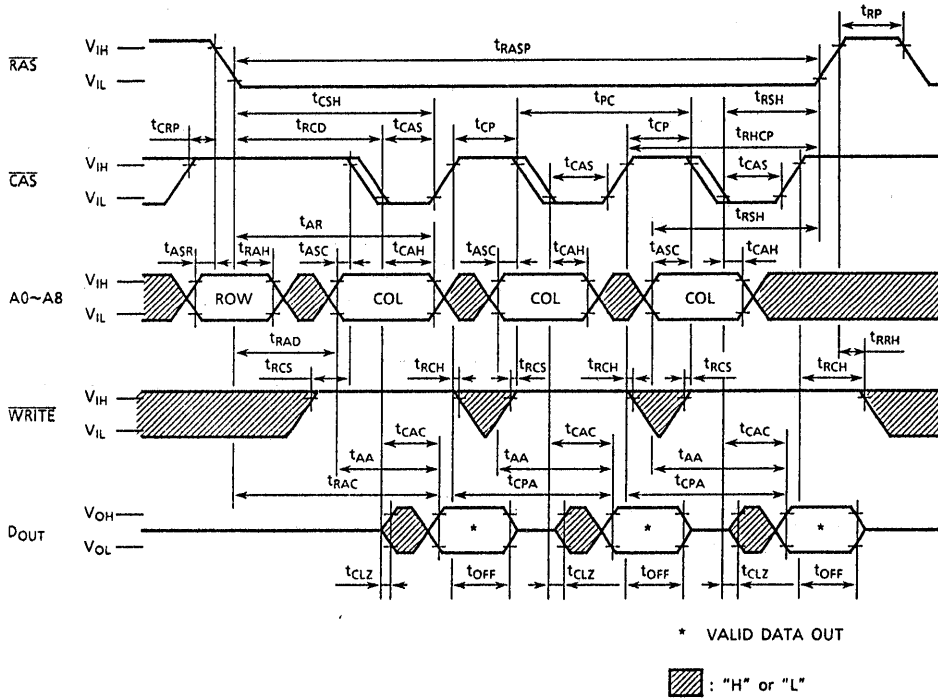 tRP
VIH
tRASP
RAS
VIL
tCSH tPC tRSH
tCRP tRCD tCAS tCP tCP tRHCP
VIH
CAS tCAS tCAS
VIL
tAR tRSH
tASR tRAH tASC tCAH tASC tCAH tASC tCAH
VIH
A0~A8 ROW COL COL COL
VIL
tRAD tRRH
tRCS tRCH tRCS tRCH tRCS tRCH
VIH
WRITE
VIL
tCAC tCAC tCAC
tAA tAA tAA
tRAC tCPA tCPA
VOH
DOUT * * *
VOL
tCLZ tOFF tCLZ tOFF tCLZ tOFF
* VALID DATA OUT
: "H" or "L"